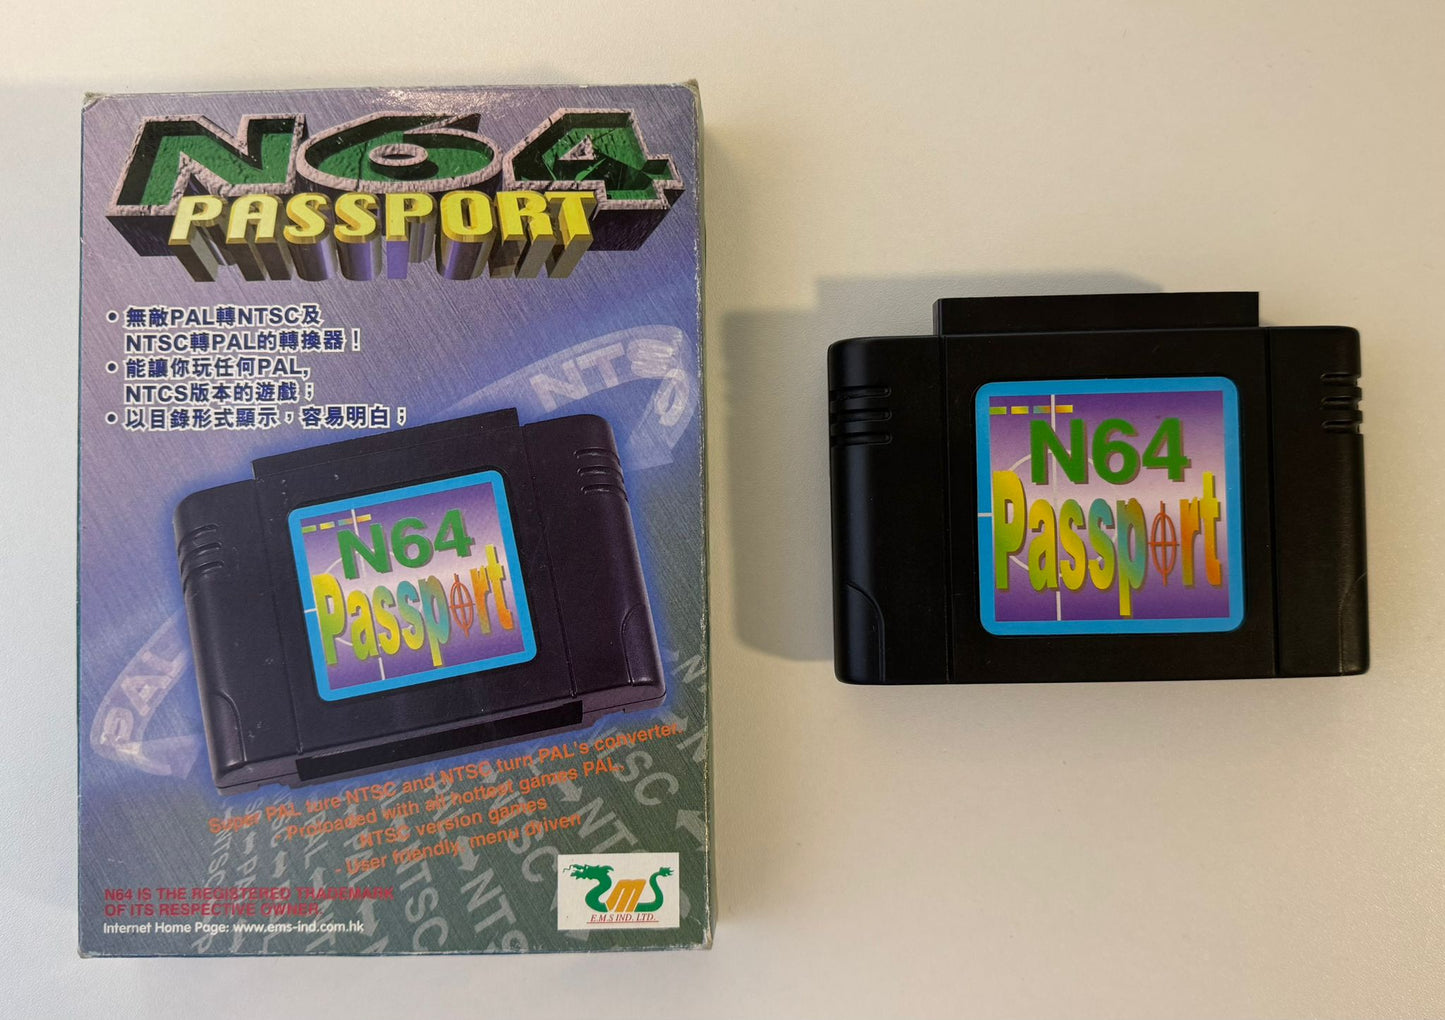 N64
PASSPORT
• 無敵PAL轉NTSC及
NTSC轉PAL的轉換器！
• 能讓你玩任何PAL,
NTCS版本的遊戲；
• 以目錄形式顯示，容易明白；
NTSC
PAL
N64
Passport
Super PAL ture NTSC and NTSC turn PAL's converter.
Proloaded with all hottest games PAL.
NTSC version games
- User friendly, menu driven
N64 IS THE REGISTERED TRADEMARK
OF ITS RESPECTIVE OWNER.
Internet Home Page: www.ems-ind.com.hk
EMS
E.M.S IND. LTD.
N64
Passport